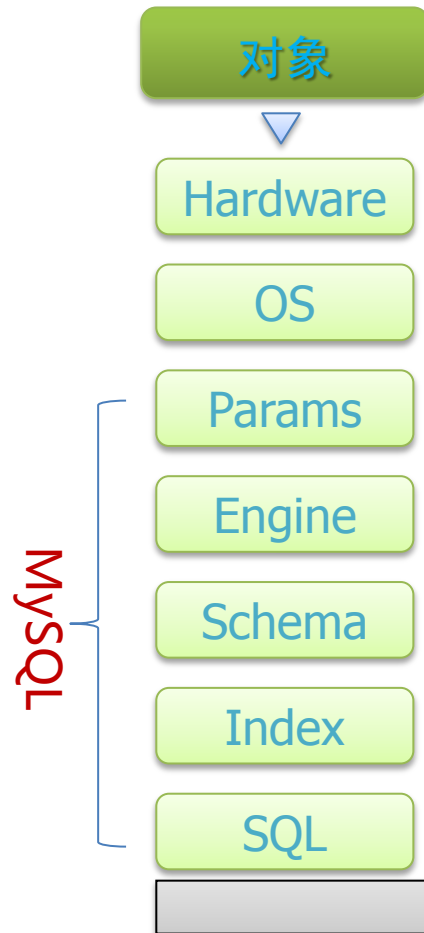 对象
Hardware
OS
Params
Engine
Schema
Index
SQL
MySQL